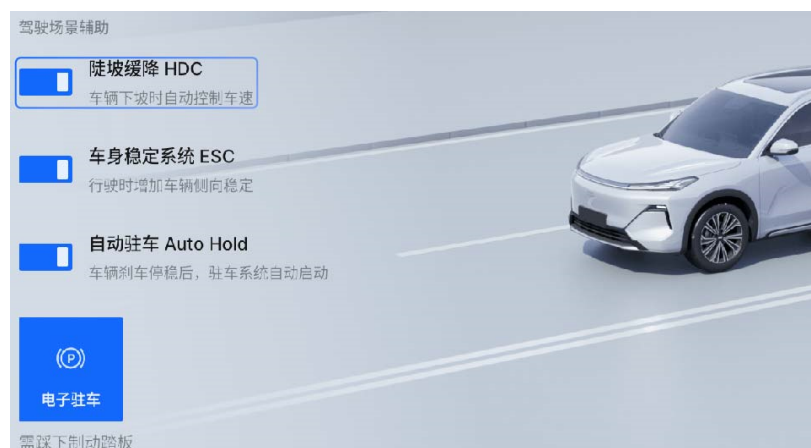 驾驶场景辅助
陡坡缓降 HDC
车辆下坡时自动控制车速
车身稳定系统 ESC
行驶时增加车辆侧向稳定
自动驻车 Auto Hold
车辆刹车停稳后，驻车系统自动启动
(P)
电子驻车
需踩下制动踏板